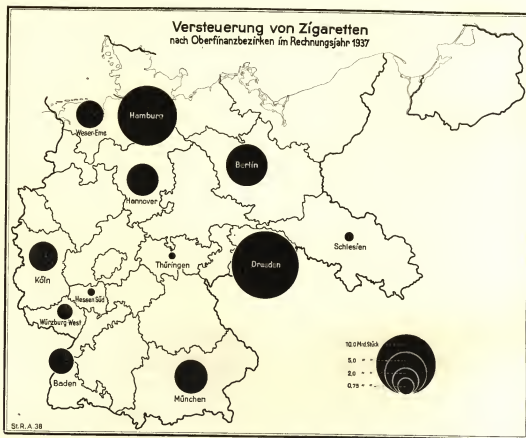 Versteuerung von Zigaretten
nach Oberfinanzbezirken im Rechnungsjahr 1937
Hamburg
Weser-Ems
Berlin
Hannover
Schlesien
Dresden
Thüringen
Köln
Hessen Süd
Würzburg-West
Baden
München
10,0 Mrd. Stück
5,0 " "
2,0 " "
0,75 " "
St.R.A.38